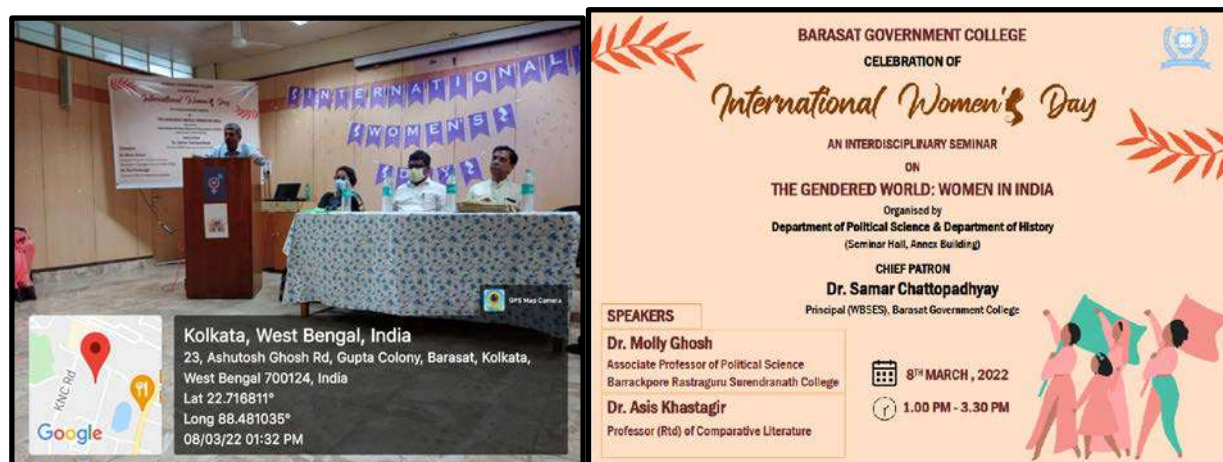 International Women's Day
INTERNATIONAL
WOMEN'S
DAY
GPS Map Camera
KNC Rd
Google
Kolkata, West Bengal, India
23, Ashutosh Ghosh Rd, Gupta Colony, Barasat, Kolkata,
West Bengal 700124, India
Lat 22.716811°
Long 88.481035°
08/03/22 01:32 PM
BARASAT GOVERNMENT COLLEGE
CELEBRATION OF
International Women's Day
AN INTERDISCIPLINARY SEMINAR
ON
THE GENDERED WORLD: WOMEN IN INDIA
Organised by
Department of Political Science & Department of History
(Seminar Hall, Annex Building)
CHIEF PATRON
Dr. Samar Chattopadhyay
Principal (WBSES), Barasat Government College
SPEAKERS
Dr. Molly Ghosh
Associate Professor of Political Science
Barrackpore Rastraguru Surendranath College
Dr. Asis Khastagir
Professor (Rtd) of Comparative Literature
8TH MARCH, 2022
1.00 PM - 3.30 PM